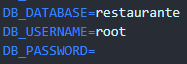 DB_DATABASE=restaurante
DB_USERNAME=root
DB_PASSWORD=